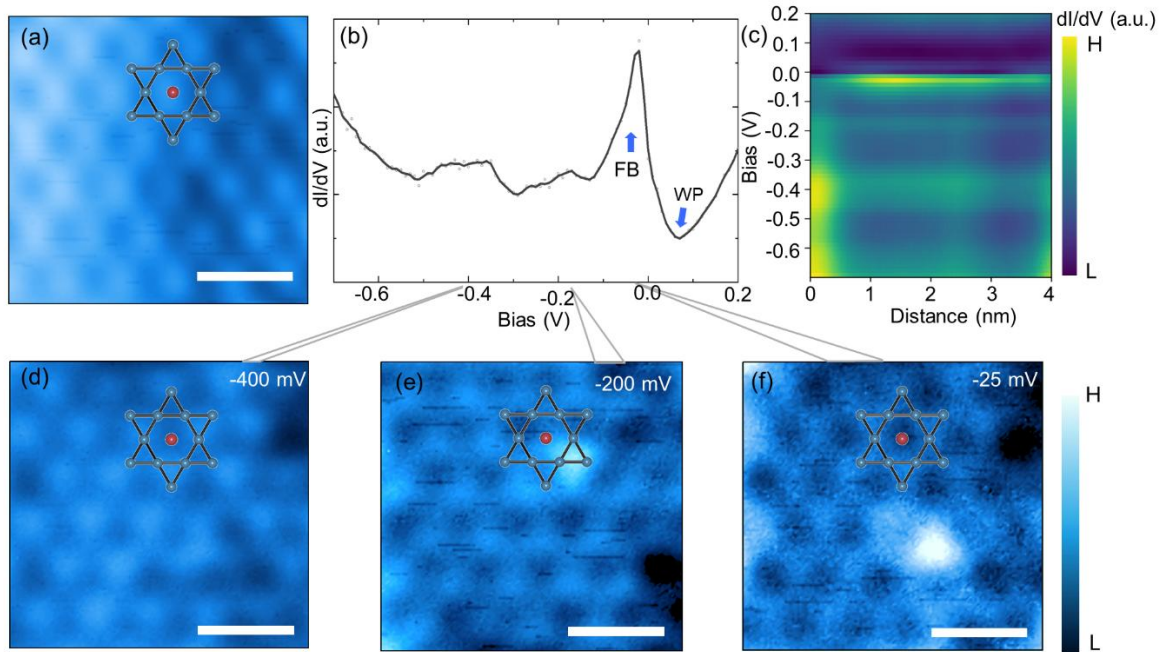 (a)
(b)
dI/dV (a.u.)
FB
WP
-0.6
-0.4
-0.2
0.0
0.2
Bias (V)
(c)
0.2
0.1
0.0
-0.1
-0.2
-0.3
-0.4
-0.5
-0.6
Bias (V)
0
1
2
3
4
Distance (nm)
dI/dV (a.u.)
H
L
(d)
-400 mV
(e)
-200 mV
(f)
-25 mV
H
L